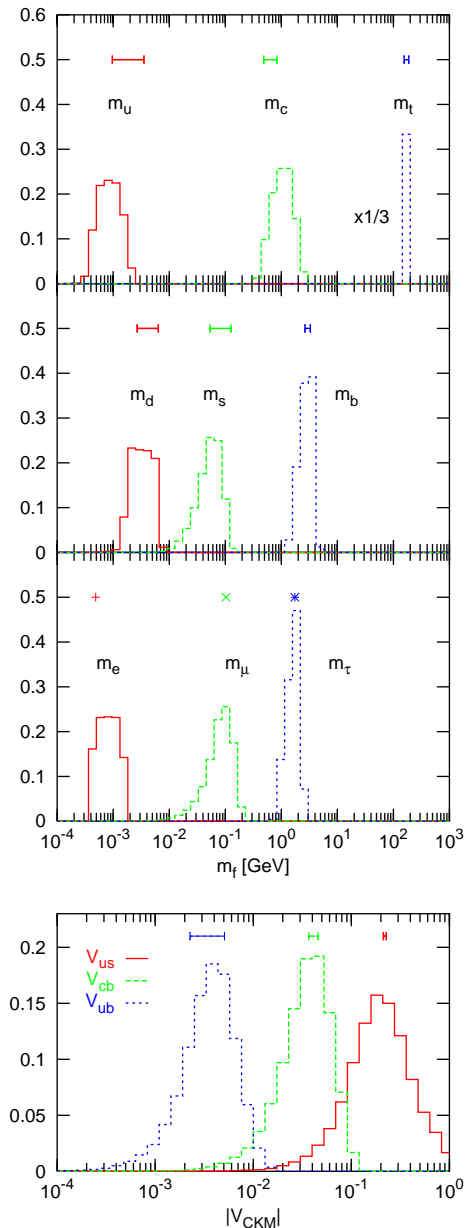 0.6
0.5
0.4
0.3
0.2
0.1
0
m_u
m_c
m_t
x1/3
0.5
0.4
0.3
0.2
0.1
0
m_d
m_s
m_b
0.5
0.4
0.3
0.2
0.1
0
m_e
m_μ
m_τ
10^-4 10^-3 10^-2 10^-1 10^0 10^1 10^2 10^3
m_f [GeV]
0.2
0.15
0.1
0.05
0
V_us
V_cb
V_ub
10^-4 10^-3 10^-2 10^-1 10^0
|V_CKM|